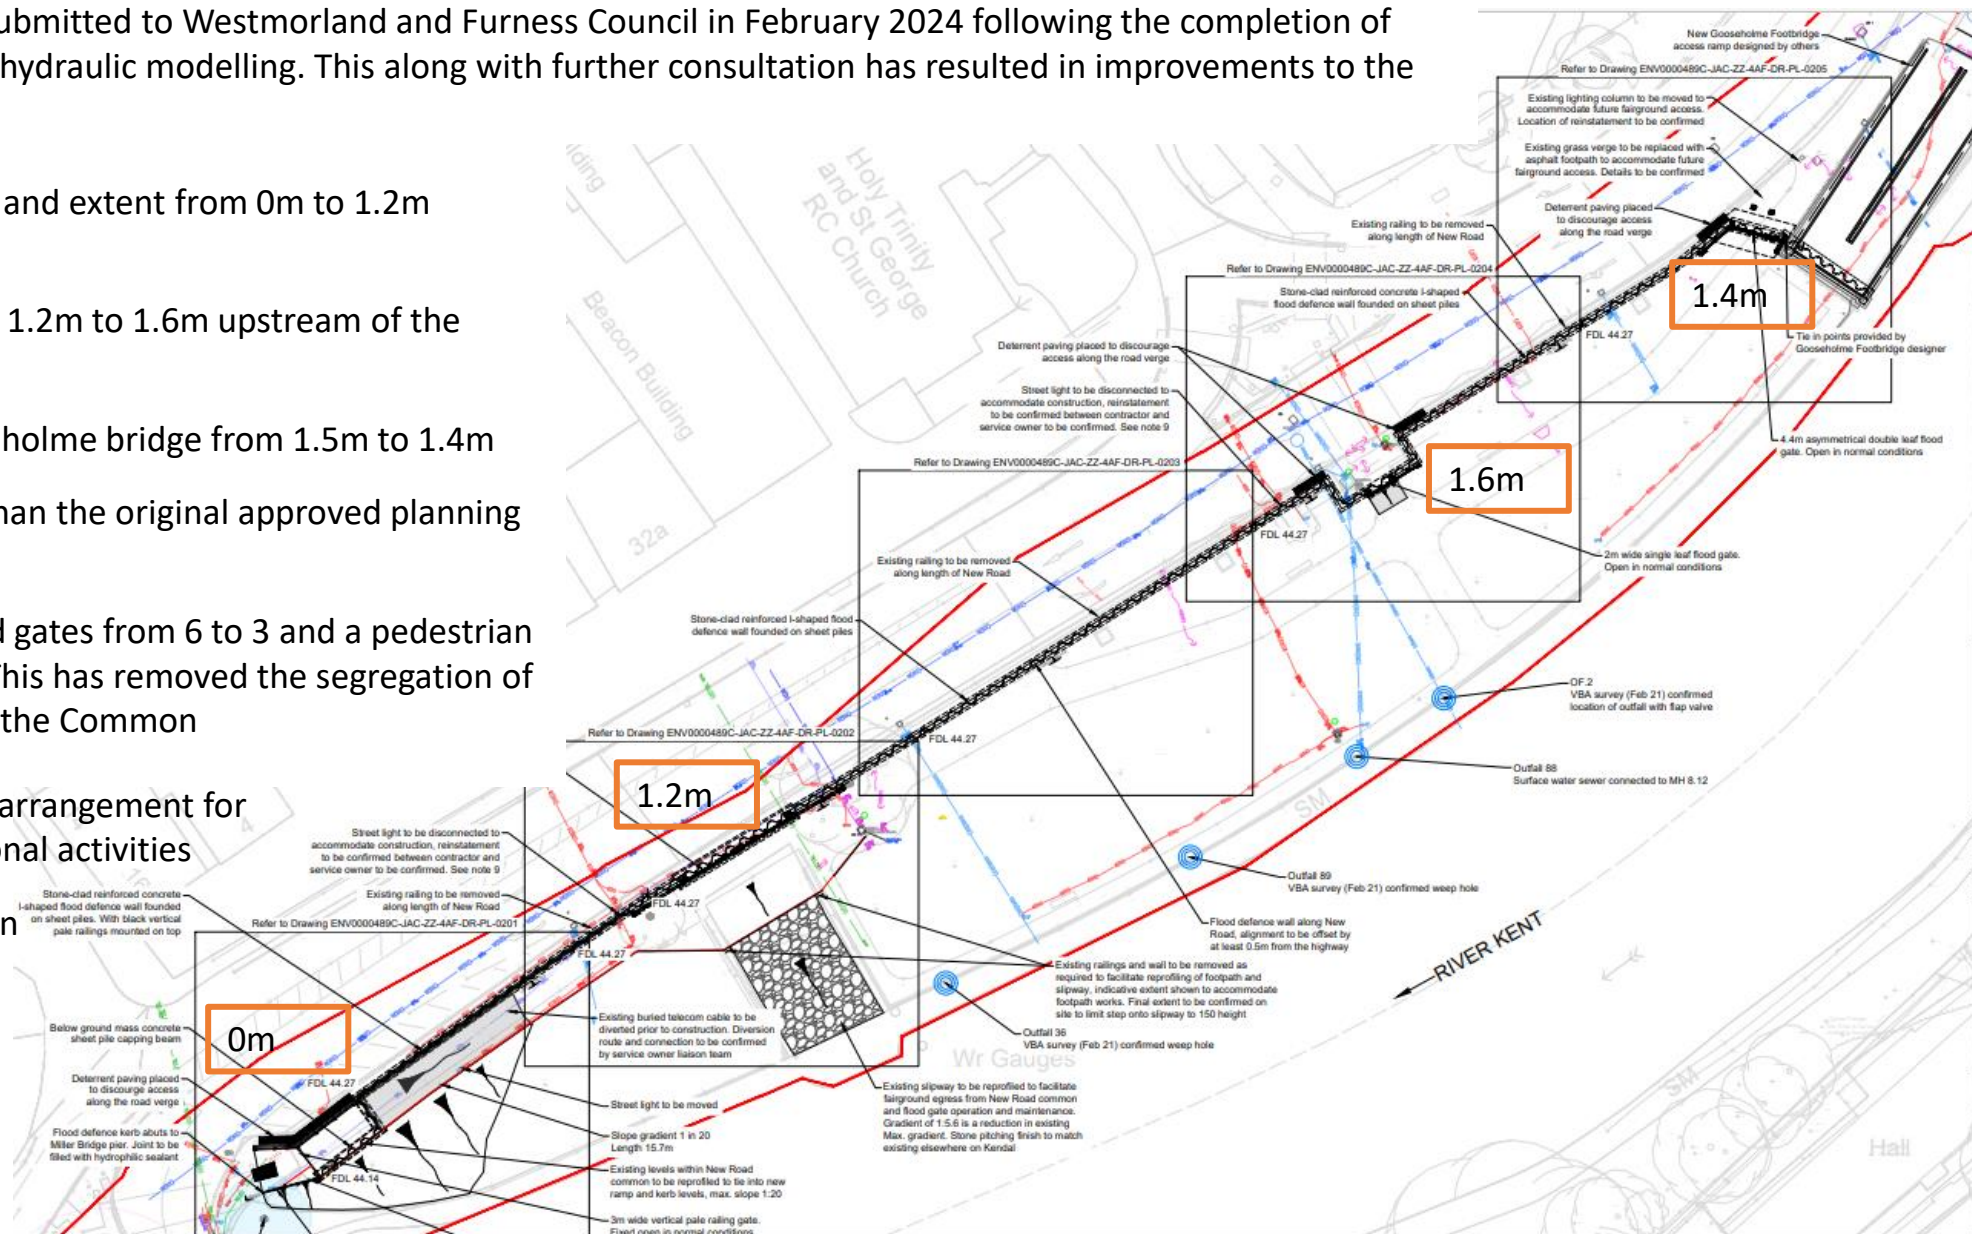 ubmitted to Westmorland and Furness Council in February 2024 following the completion of
hydraulic modelling. This along with further consultation has resulted in improvements to the
and extent from 0m to 1.2m
1.2m to 1.6m upstream of the
holme bridge from 1.5m to 1.4m
han the original approved planning
d gates from 6 to 3 and a pedestrian
This has removed the segregation of
the Common
arrangement for
onal activities
n
New Gooseholme Footbridge
access ramp designed by others
Refer to Drawing ENV0000489C-JAC-ZZ-4AF-DR-PL-0205
Existing lighting column to be moved to
accommodate future fairground access.
Location of reinstatement to be confirmed
Existing grass verge to be replaced with
asphalt footpath to accommodate future
fairground access. Details to be confirmed
Deterrent paving placed
to discourage access
along the road verge
1.4m
Tie in points provided by
Gooseholme Footbridge designer
4.4m asymmetrical double leaf flood
gate. Open in normal conditions
FDL 44.27
Existing railing to be removed
along length of New Road
Refer to Drawing ENV0000489C-JAC-ZZ-4AF-DR-PL-0204
Stone-clad reinforced concrete I-shaped
flood defence wall founded on sheet piles
Deterrent paving placed to discourage
access along the road verge
Street light to be disconnected to
accommodate construction, reinstatement
to be confirmed between contractor and
service owner to be confirmed. See note 9
1.6m
2m wide single leaf flood gate.
Open in normal conditions
FDL 44.27
Refer to Drawing ENV0000489C-JAC-ZZ-4AF-DR-PL-0203
Existing railing to be removed
along length of New Road
Stone-clad reinforced I-shaped flood
defence wall founded on sheet piles
FDL 44.27
Holy Trinity
and St George
RC Church
Beacon Building
ilding
32a
OF.2
VBA survey (Feb 21) confirmed
location of outfall with flap valve
Outfall 88
Surface water sewer connected to MH 8.12
SM
Outfall 89
VBA survey (Feb 21) confirmed weep hole
Flood defence wall along New
Road, alignment to be offset by
at least 0.5m from the highway
RIVER KENT
Refer to Drawing ENV0000489C-JAC-ZZ-4AF-DR-PL-0202
1.2m
4
Street light to be disconnected to
accommodate construction, reinstatement
to be confirmed between contractor and
service owner to be confirmed. See note 9
Existing railing to be removed
along length of New Road
FDL 44.27
Stone-clad reinforced concrete
I-shaped flood defence wall founded
on sheet piles. With black vertical
pale railings mounted on top
Refer to Drawing ENV0000489C-JAC-ZZ-4AF-DR-PL-0201
FDL 44.27
Existing railings and wall to be removed as
required to facilitate reprofiling of footpath and
slipway, indicative extent shown to accommodate
footpath works. Final extent to be confirmed on
site to limit step onto slipway to 150 height
Existing buried telecom cable to be
diverted prior to construction. Diversion
route and connection to be confirmed
by service owner liaison team
Outfall 36
VBA survey (Feb 21) confirmed weep hole
Wr Gauges
0m
Below ground mass concrete
sheet pile capping beam
Deterrent paving placed
to discourge access
along the road verge
FDL 44.27
Existing slipway to be reprofiled to facilitate
fairground egress from New Road common
and flood gate operation and maintenance.
Gradient of 1:5.6 is a reduction in existing
Max. gradient. Stone pitching finish to match
existing elsewhere on Kendal
Street light to be moved
Slope gradient 1 in 20
Length 15.7m
Flood defence kerb abuts to
Miller Bridge pier. Joint to be
filled with hydrophilic sealant
FDL 44.14
Existing levels within New Road
common to be reprofiled to tie into new
ramp and kerb levels, max. slope 1:20
3m wide vertical pale railing gate.
Fixed open in normal conditions
SM
Hall